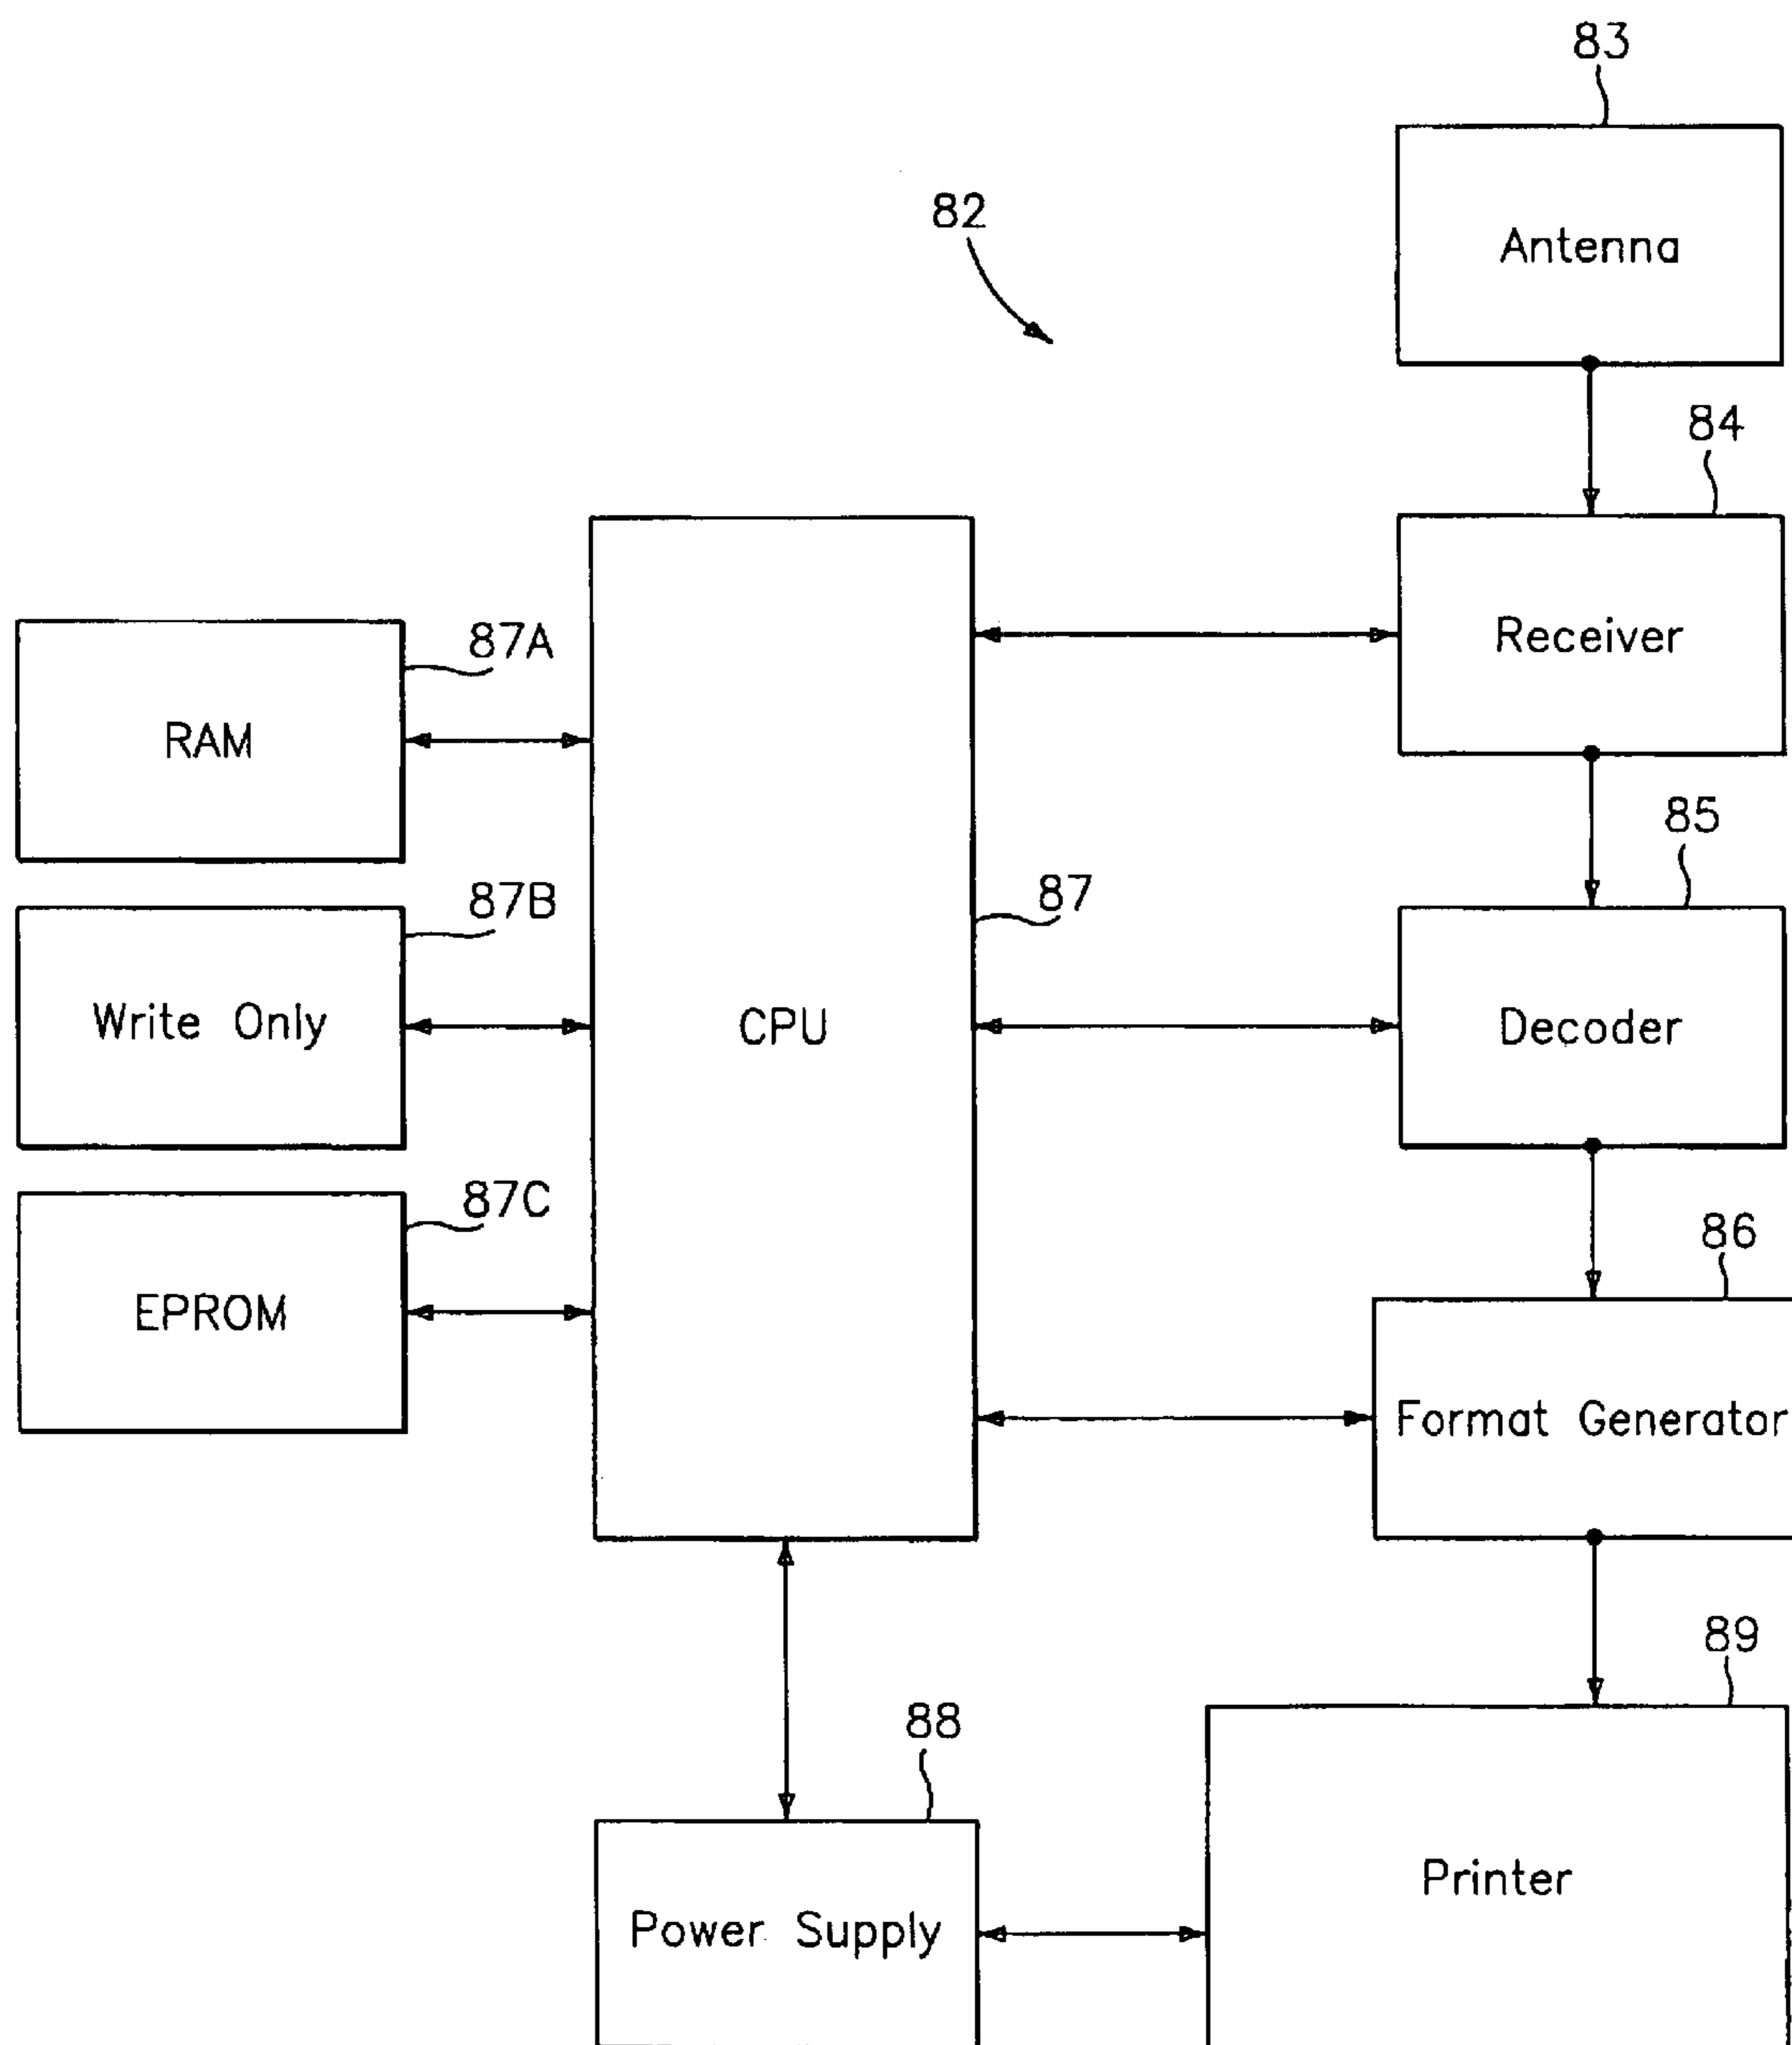 83
Antenna
82
84
Receiver
87A
RAM
85
87B
87
Write Only
CPU
Decoder
87C
86
EPROM
Format Generator
89
88
Printer
Power Supply